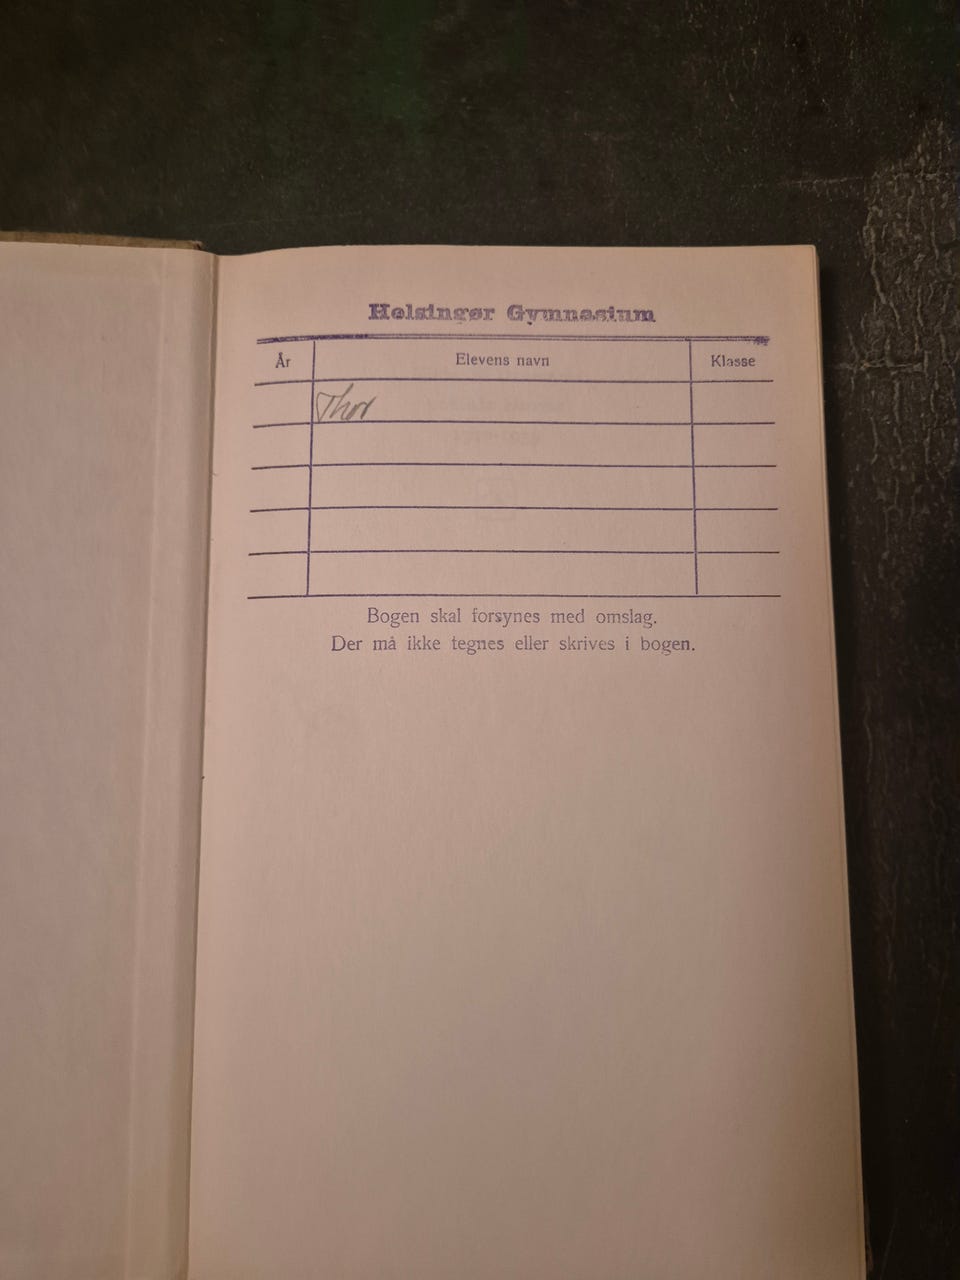 Helsingør Gymnasium
År Elevens navn Klasse
Thor
Bogen skal forsynes med omslag.
Der må ikke tegnes eller skrives i bogen.